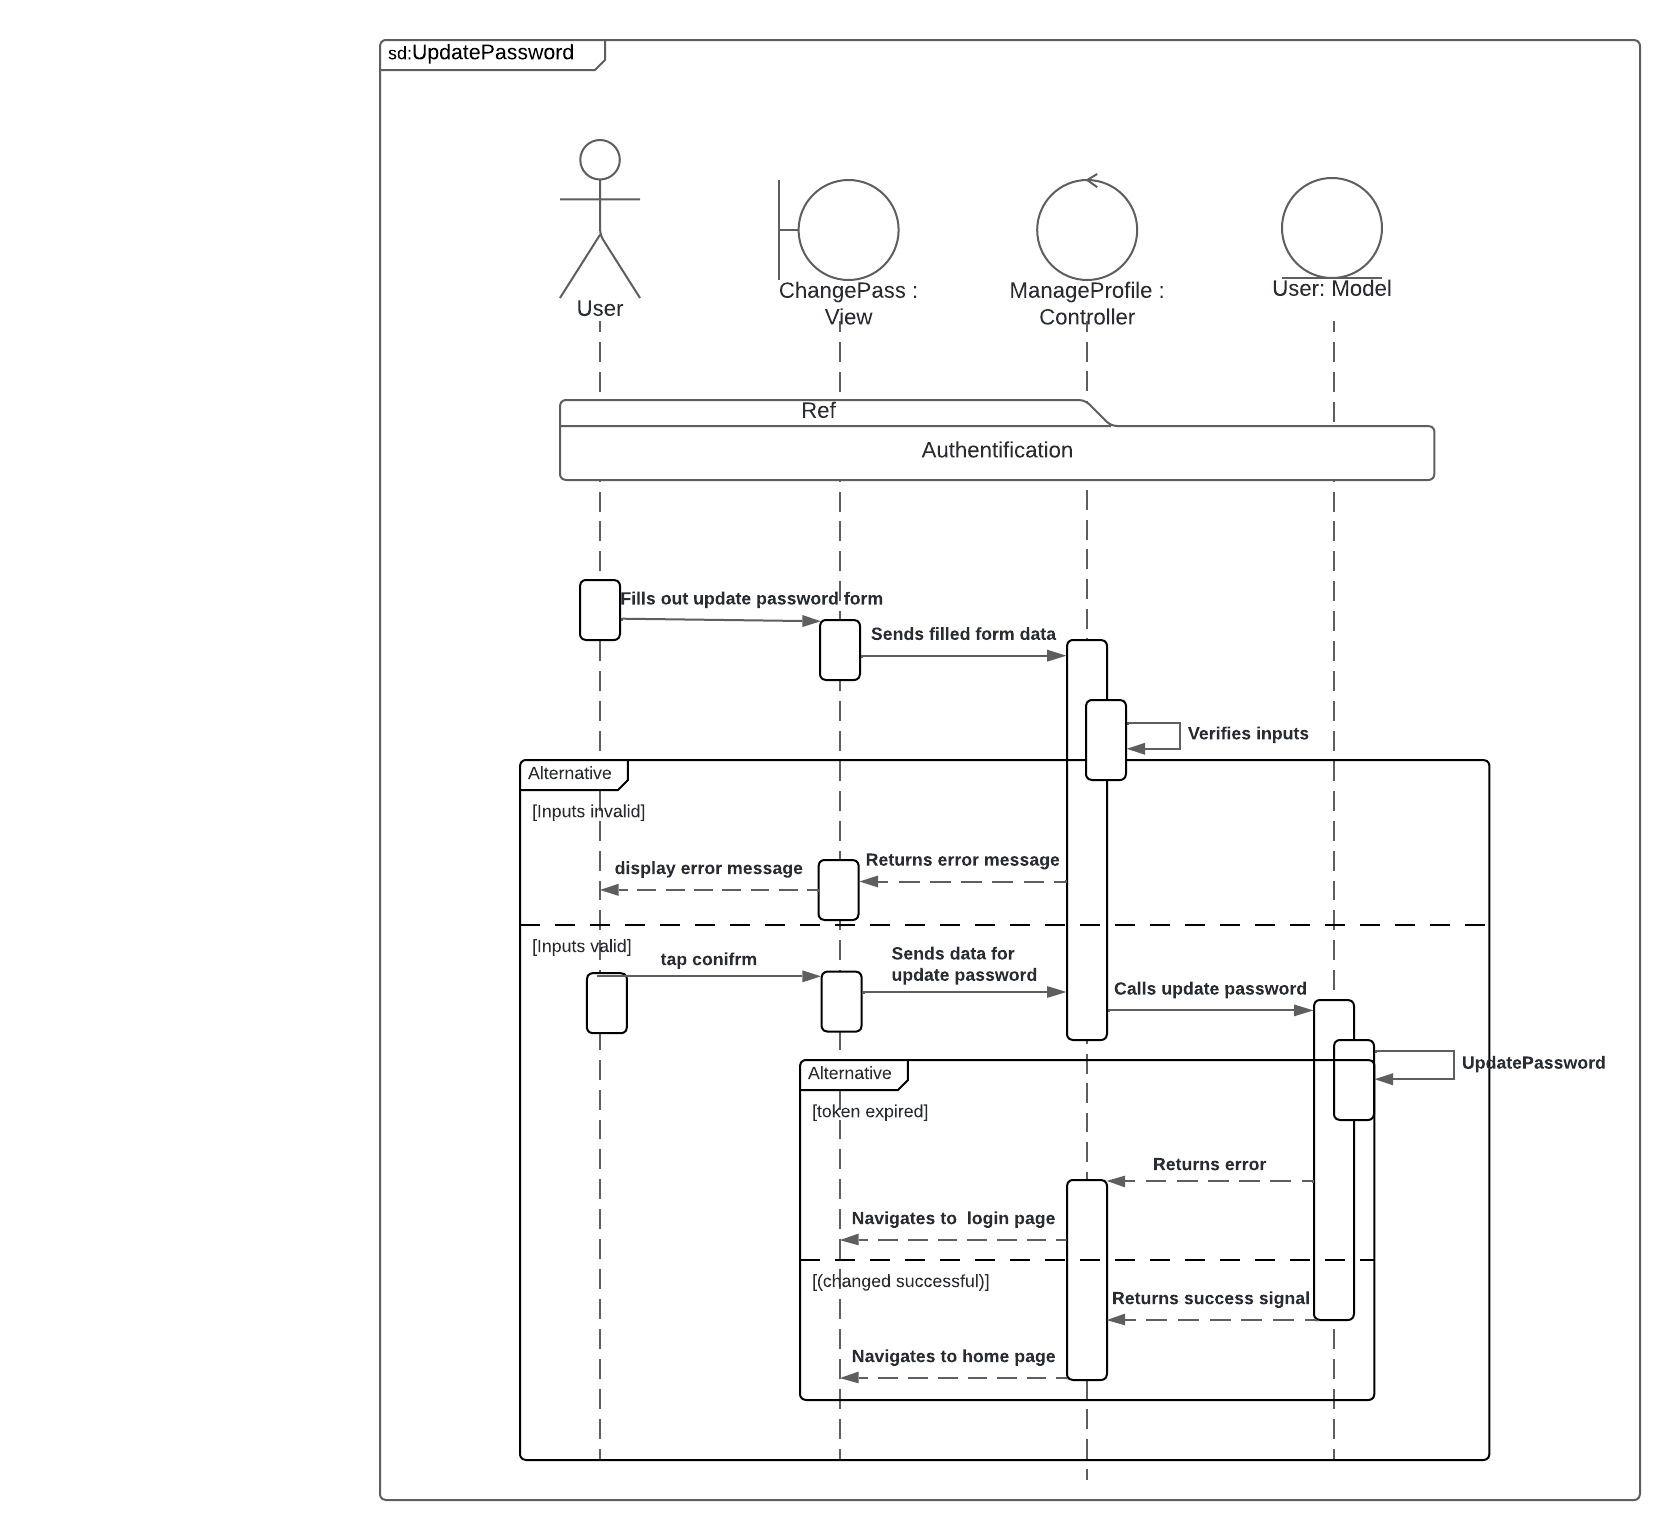 sd:UpdatePassword
User
ChangePass :
View
ManageProfile :
Controller
User: Model
Ref
Authentification
Fills out update password form
Sends filled form data
Verifies inputs
Alternative
[Inputs invalid]
display error message
Returns error message
[Inputs valid]
tap conifrm
Sends data for
update password
Calls update password
UpdatePassword
Alternative
[token expired]
Returns error
Navigates to  login page
[(changed successful)]
Returns success signal
Navigates to home page